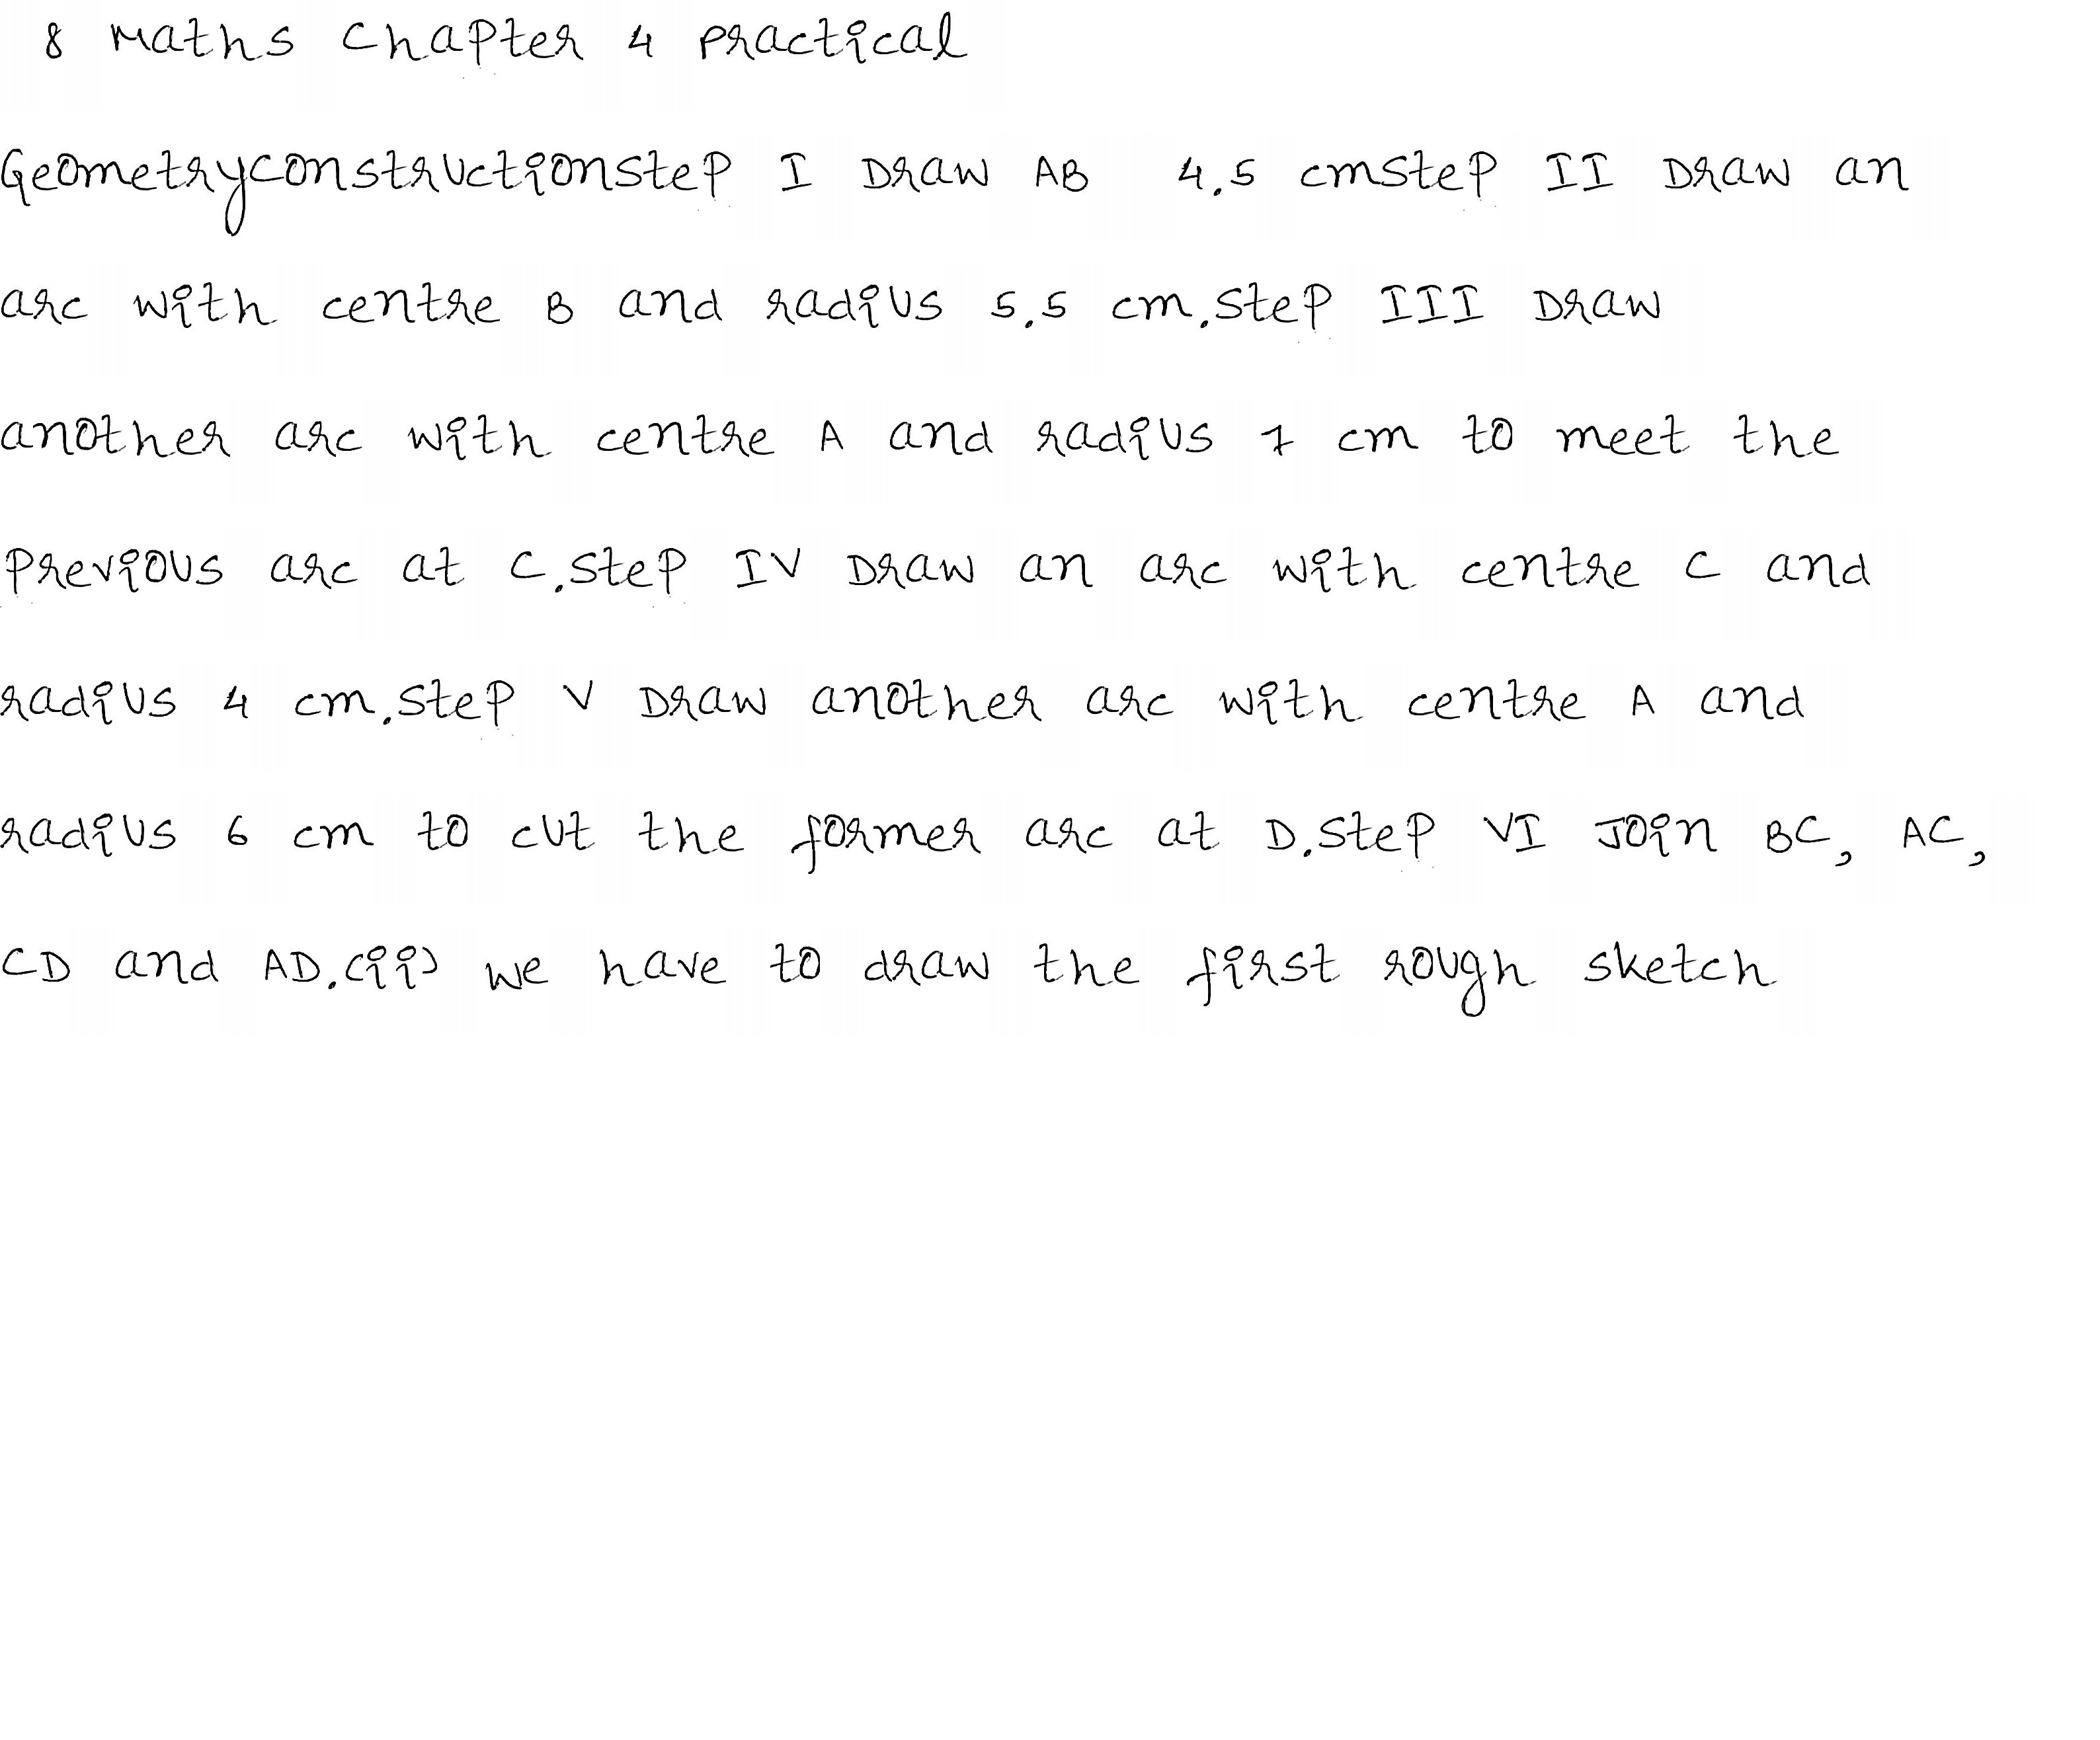 8 Maths Chapter 4 Practical
Geometryconstructionstep I Draw AB 4.5 cmstep II Draw an
arc with centre B and radius 5.5 cm.step III Draw
another arc with centre A and radius 7 cm to meet the
previous arc at C.step IV Draw an arc with centre C and
radius 4 cm.step V Draw another arc with centre A and
radius 6 cm to cut the former arc at D.step VI Join BC, AC,
CD and AD.(ii) we have to draw the first rough sketch